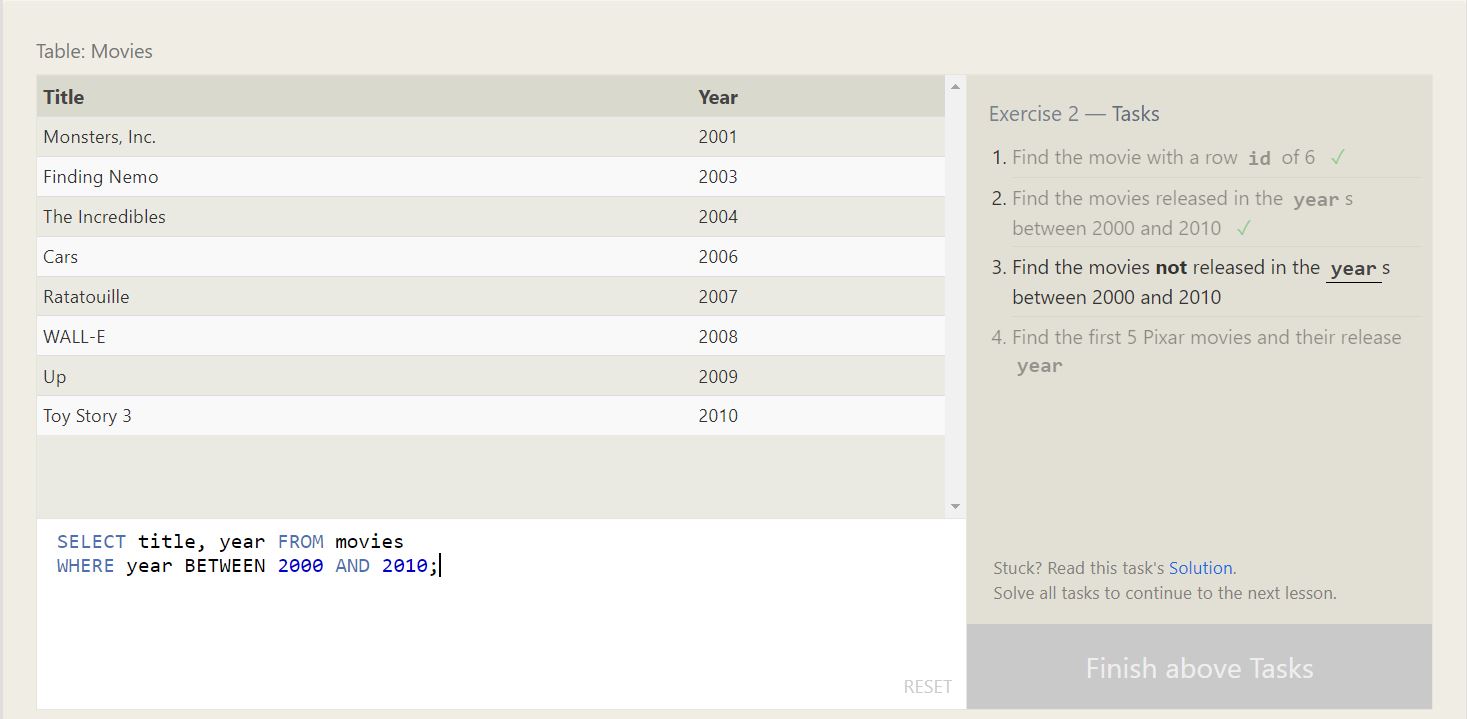 Table: Movies
Title Year
Monsters, Inc. 2001
Finding Nemo 2003
The Incredibles 2004
Cars 2006
Ratatouille 2007
WALL-E 2008
Up 2009
Toy Story 3 2010
SELECT title, year FROM movies
WHERE year BETWEEN 2000 AND 2010;
RESET
Exercise 2 — Tasks
1. Find the movie with a row id of 6 ✓
2. Find the movies released in the year s
between 2000 and 2010 ✓
3. Find the movies not released in the year s
between 2000 and 2010
4. Find the first 5 Pixar movies and their release
year
Stuck? Read this task's Solution.
Solve all tasks to continue to the next lesson.
Finish above Tasks